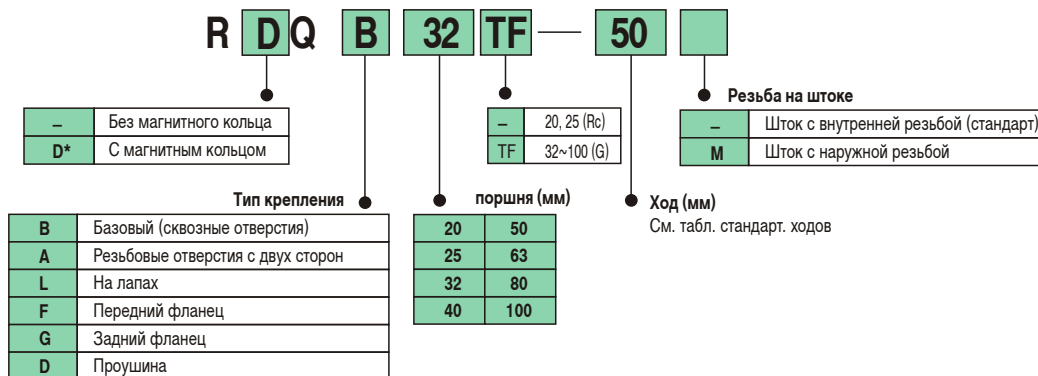 R D Q B 32 TF — 50
Резьба на штоке
– Без магнитного кольца
D* С магнитным кольцом
– 20, 25 (Rc)
TF 32~100 (G)
– Шток с внутренней резьбой (стандарт)
M Шток с наружной резьбой
Тип крепления
B Базовый (сквозные отверстия)
A Резьбовые отверстия с двух сторон
L На лапах
F Передний фланец
G Задний фланец
D Проушина
поршня (мм)
20 50
25 63
32 80
40 100
Ход (мм)
См. табл. стандарт. ходов